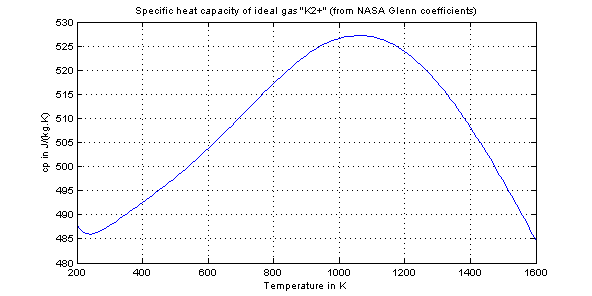 Specific heat capacity of ideal gas "K2+" (from NASA Glenn coefficients)
530
525
520
515
510
505
500
495
490
485
480
cp in J/(kg.K)
200 400 600 800 1000 1200 1400 1600
Temperature in K